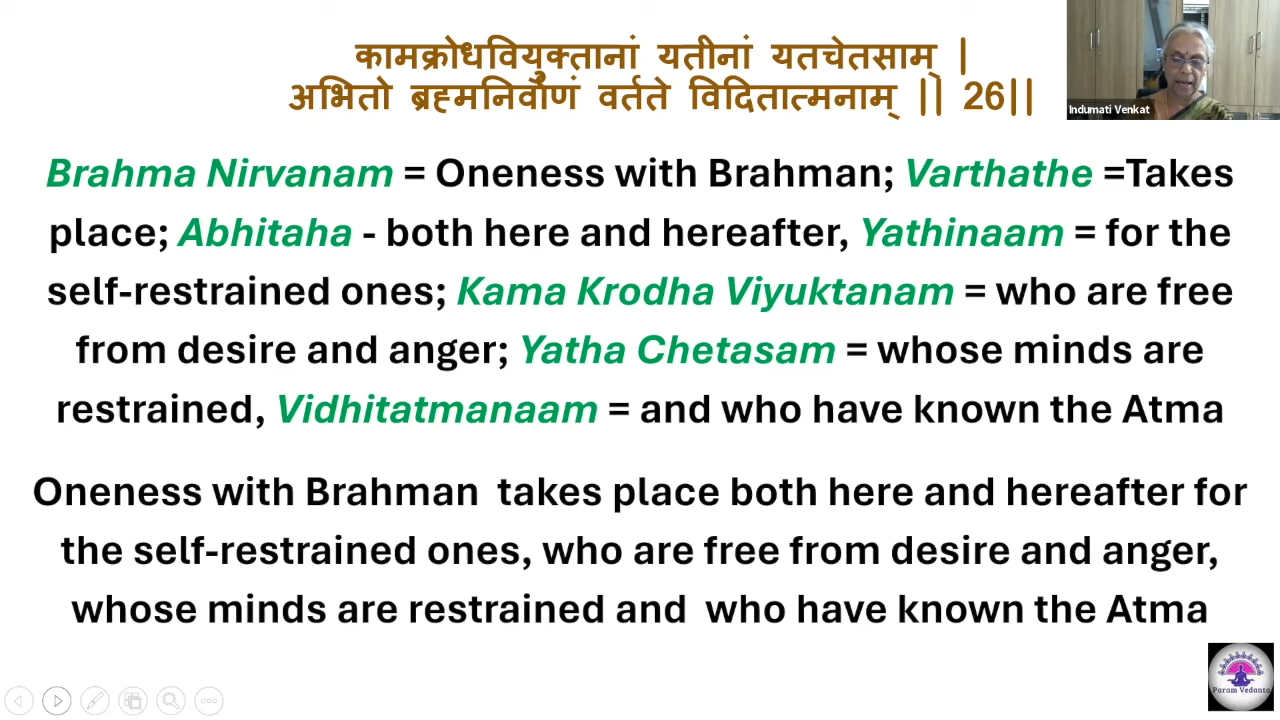 कामक्रोधवियुक्तानां यतीनां यतचेतसाम् |
अभितो ब्रह्मनिर्वाणं वर्तते विदितात्मनाम् || 26||
Indumati Venkat
Brahma Nirvanam = Oneness with Brahman; Varthathe =Takes
place; Abhitaha - both here and hereafter, Yathinaam = for the
self-restrained ones; Kama Krodha Viyuktanam = who are free
from desire and anger; Yatha Chetasam = whose minds are
restrained, Vidhitatmanaam = and who have known the Atma
Oneness with Brahman takes place both here and hereafter for
the self-restrained ones, who are free from desire and anger,
whose minds are restrained and who have known the Atma
Param Vedanta